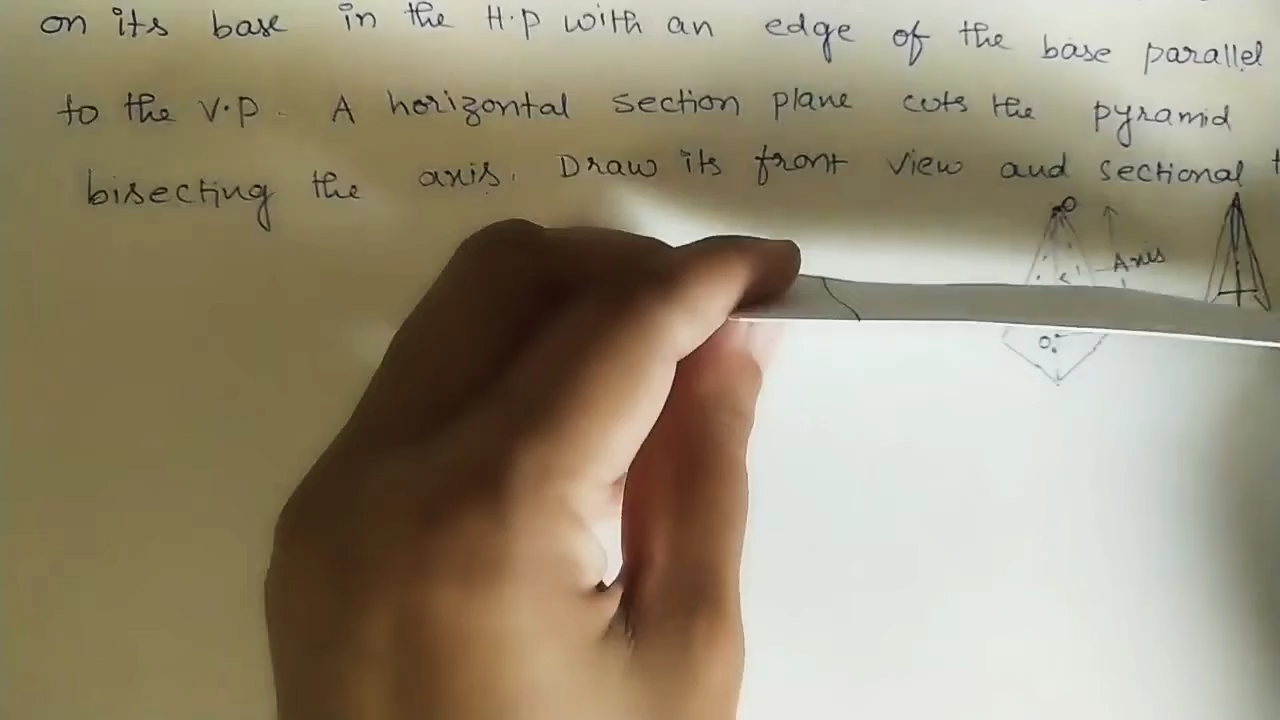 on its base in the H.P with an edge of the base parallel
to the V.P. A horizontal section plane cuts the pyramid
bisecting the axis. Draw its front view and sectional
O
Axis
O